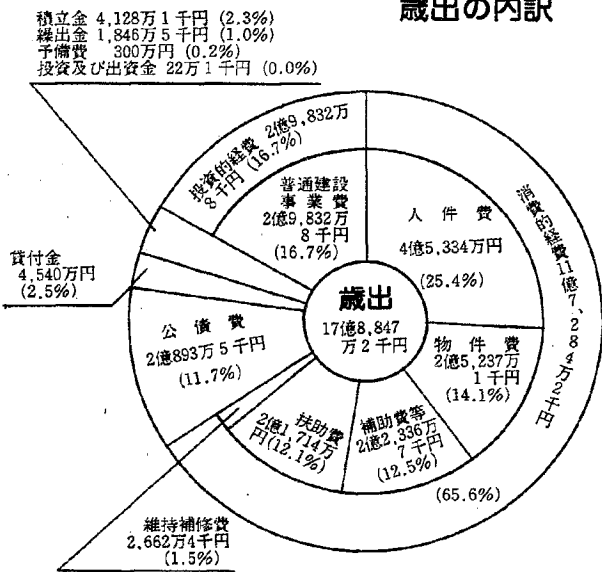 歳出の内訳
積立金 4,128万1千円 (2.3%)
繰出金 1,846万5千円 (1.0%)
予備費 300万円 (0.2%)
投資及び出資金 22万1千円 (0.0%)
投資的経費 2億9,832万
8千円 (16.7%)
普通建設
事業費
2億9,832万
8千円
(16.7%)
人件費
4億5,334万円
(25.4%)
消費的経費11億7,284万2千円
(65.6%)
貸付金
4,540万円
(2.5%)
歳出
17億8,847
万2千円
公債費
2億893万5千円
(11.7%)
物件費
2億5,237万
1千円
(14.1%)
扶助費
2億1,714万
円(12.1%)
補助費等
2億2,336万
7千円
(12.5%)
維持補修費
2,662万4千円
(1.5%)